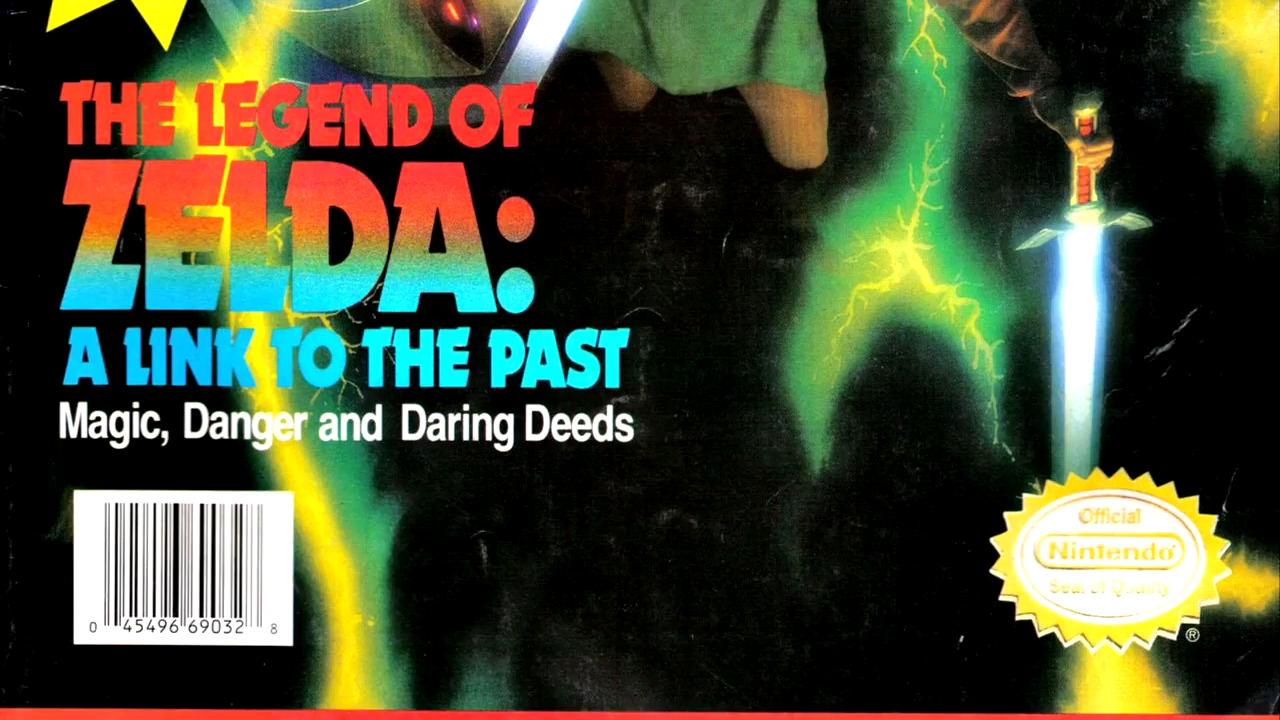 THE LEGEND OF
ZELDA:
A LINK TO THE PAST
Magic, Danger and Daring Deeds
0 45496 69032 8
Official
Nintendo
Seal of Quality
®